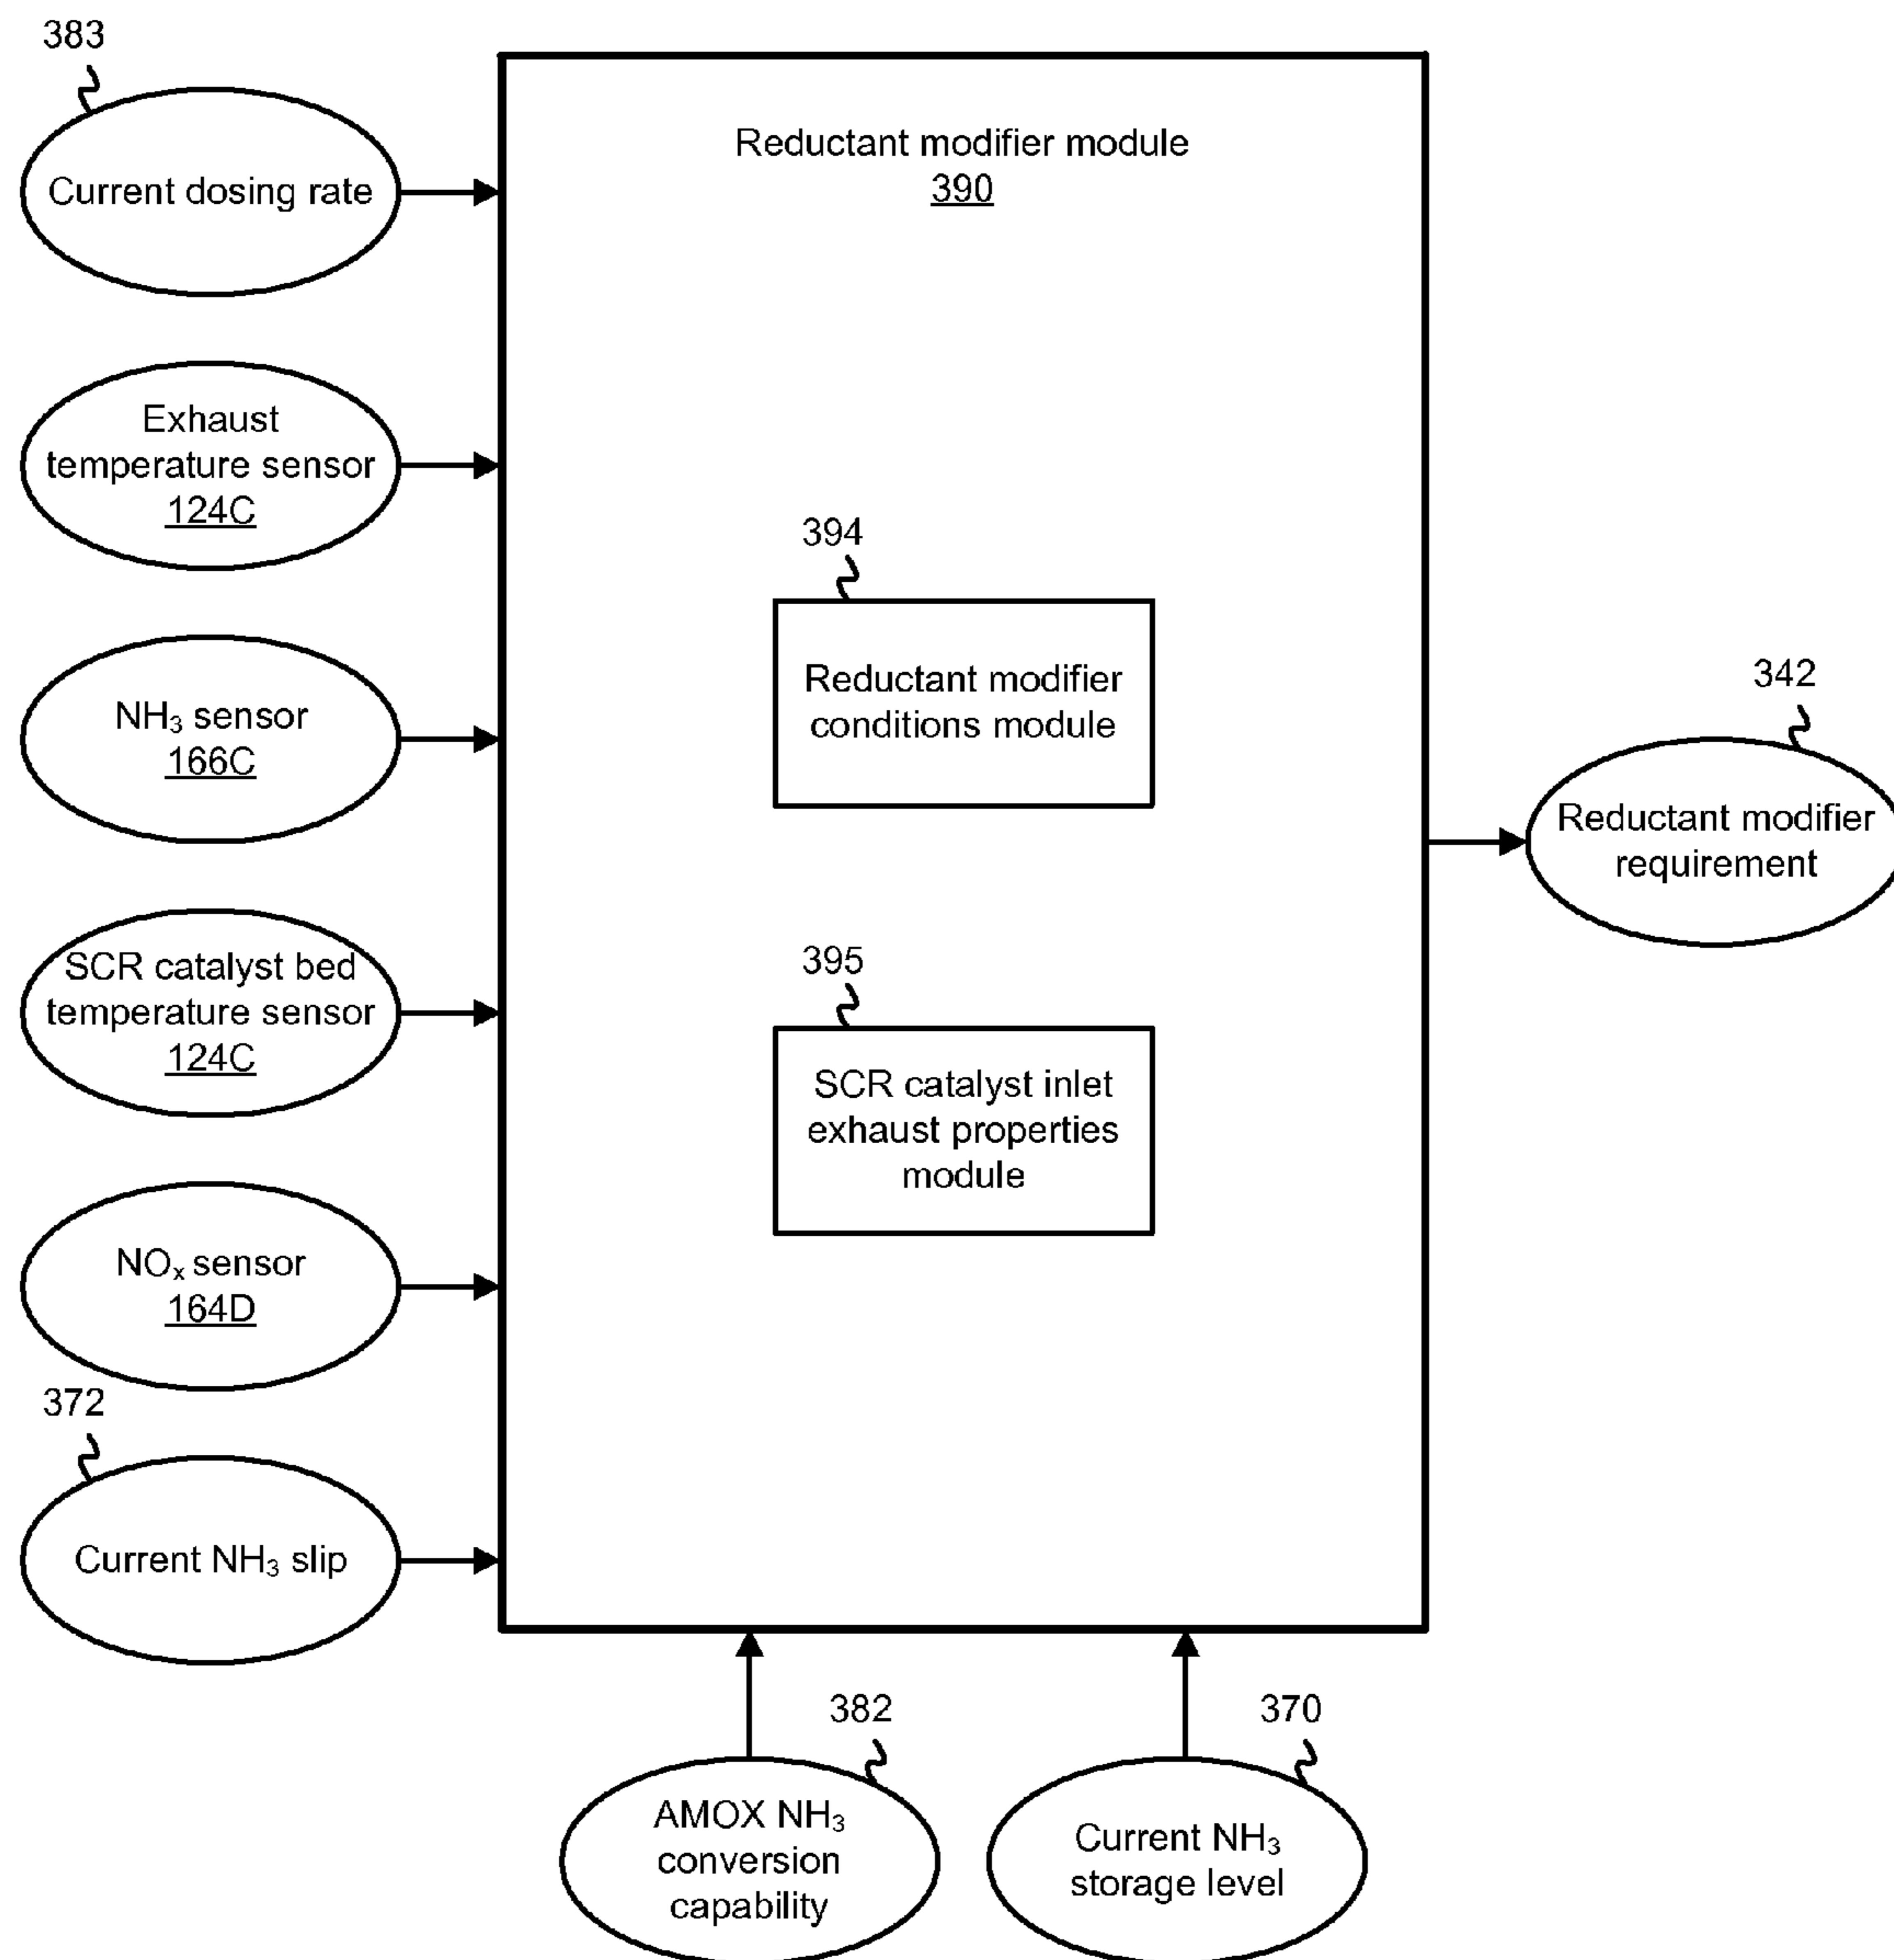 383
Current dosing rate
Reductant modifier module
390
Exhaust
temperature sensor
124C
NH₃ sensor
166C
SCR catalyst bed
temperature sensor
124C
NOₓ sensor
164D
372
Current NH₃ slip
394
Reductant modifier
conditions module
395
SCR catalyst inlet
exhaust properties
module
342
Reductant modifier
requirement
382
AMOX NH₃
conversion
capability
370
Current NH₃
storage level